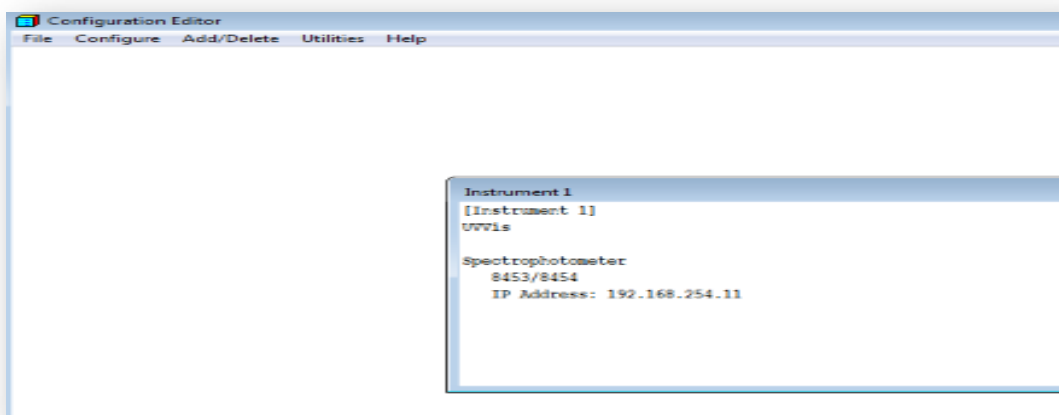 Configuration Editor
File Configure Add/Delete Utilities Help
Instrument 1
[Instrument 1]
UVVis
Spectrophotometer
8453/8454
IP Address: 192.168.254.11